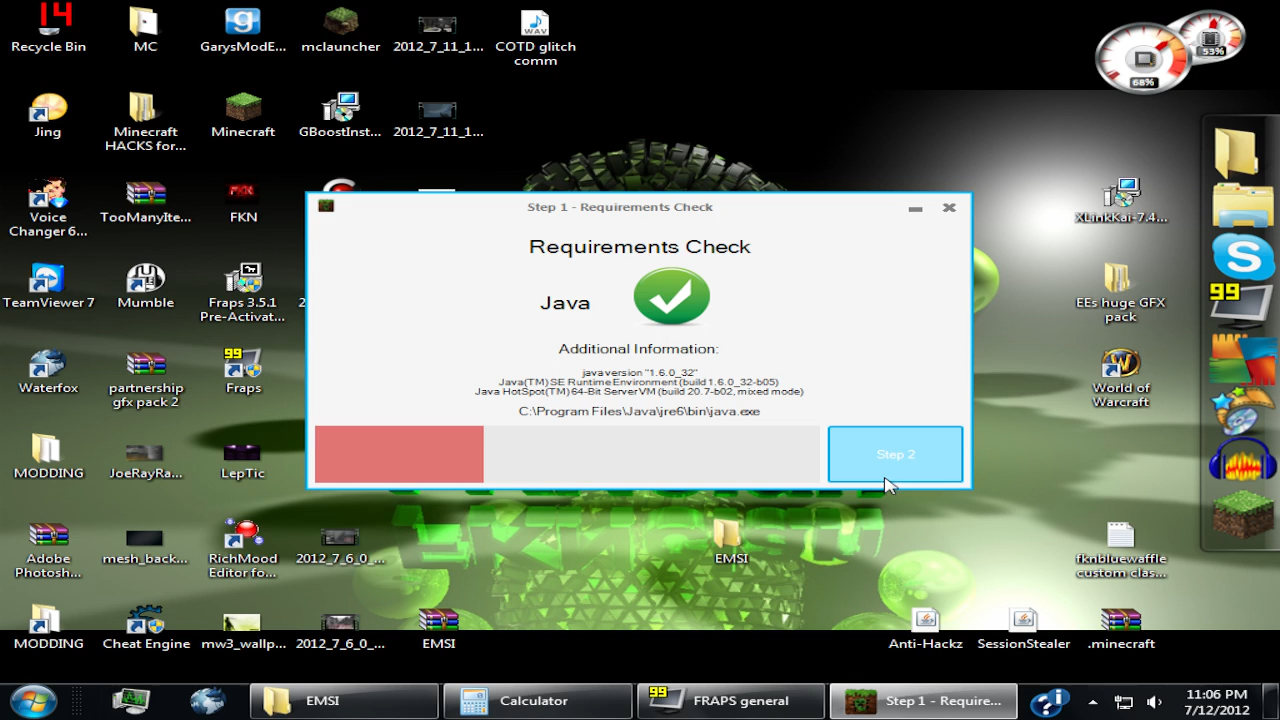 14
Recycle Bin
MC
GarysModE...
mclauncher
2012_7_11_1...
WAV
COTD glitch
comm
68%
53%
Jing
Minecraft
HACKS for...
Minecraft
GBoostInst...
2012_7_11_1...
Voice
Changer 6...
TooManyIte...
FKN
XLinkKai-7.4...
TeamViewer 7
Mumble
Fraps 3.5.1
Pre-Activat...
2
EEs huge GFX
pack
S
99
Waterfox
partnership
gfx pack 2
99
Fraps
World of
Warcraft
Step 1 - Requirements Check
Requirements Check
Java
Additional Information:
java version "1.6.0_32"
Java(TM) SE Runtime Environment (build 1.6.0_32-b05)
Java HotSpot(TM) 64-Bit Server VM (build 20.7-b02, mixed mode)
C:\Program Files\Java\jre6\bin\java.exe
Step 2
MODDING
JoeRayRa...
LepTic
Adobe
Photosh...
mesh_back...
RichMood
Editor fo...
2012_7_6_0_...
EMSI
fknbluewaffle
custom clas...
MODDING
Cheat Engine
mw3_wallp...
2012_7_6_0_...
EMSI
Anti-Hackz
SessionStealer
.minecraft
EMSI
Calculator
99
FRAPS general
Step 1 - Require...
11:06 PM
7/12/2012